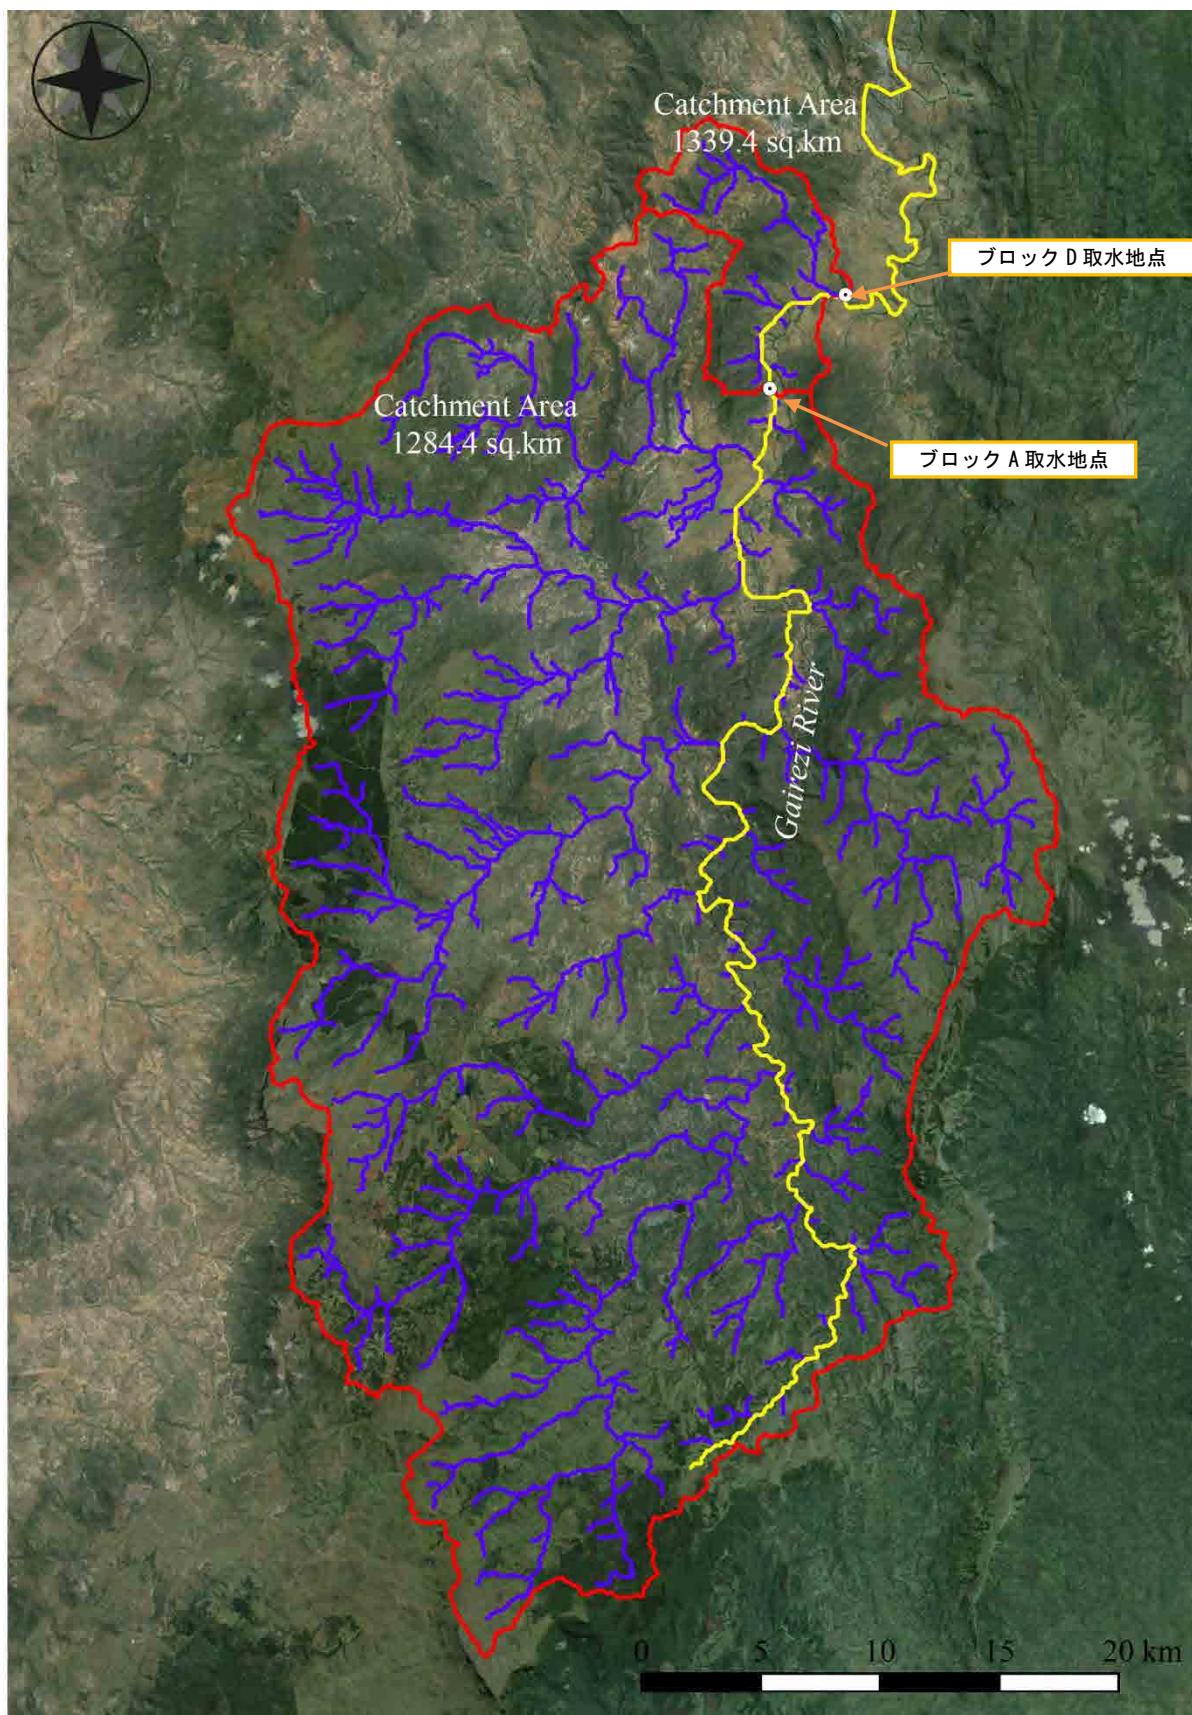 Catchment Area
1339.4 sq.km
ブロック D 取水地点
Catchment Area
1284.4 sq.km
ブロック A 取水地点
Gairezi River
0 5 10 15 20 km